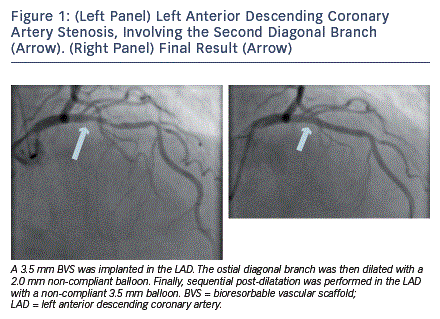 Figure 1: (Left Panel) Left Anterior Descending Coronary
Artery Stenosis, Involving the Second Diagonal Branch
(Arrow). (Right Panel) Final Result (Arrow)
A 3.5 mm BVS was implanted in the LAD. The ostial diagonal branch was then dilated with a
2.0 mm non-compliant balloon. Finally, sequential post-dilatation was performed in the LAD
with a non-compliant 3.5 mm balloon. BVS = bioresorbable vascular scaffold;
LAD = left anterior descending coronary artery.